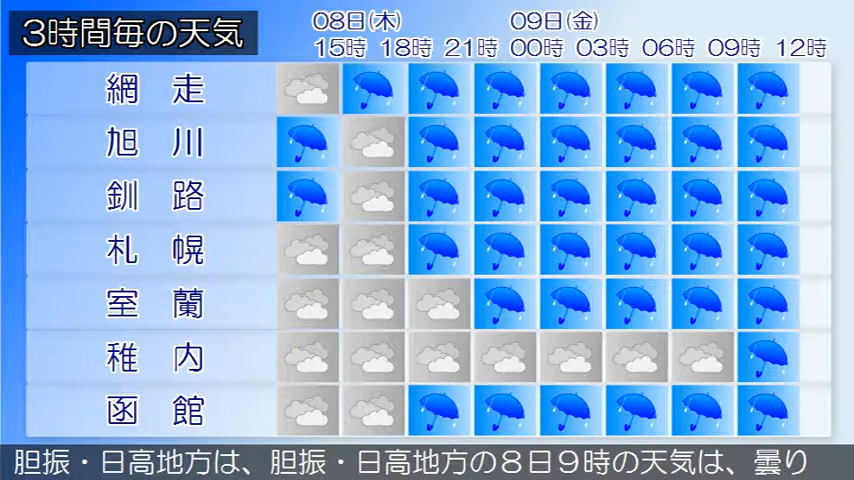 3時間毎の天気
08日(木) 09日(金)
15時 18時 21時 00時 03時 06時 09時 12時
網 走
旭 川
釧 路
札 幌
室 蘭
稚 内
函 館
胆振・日高地方は、胆振・日高地方の8日9時の天気は、曇り